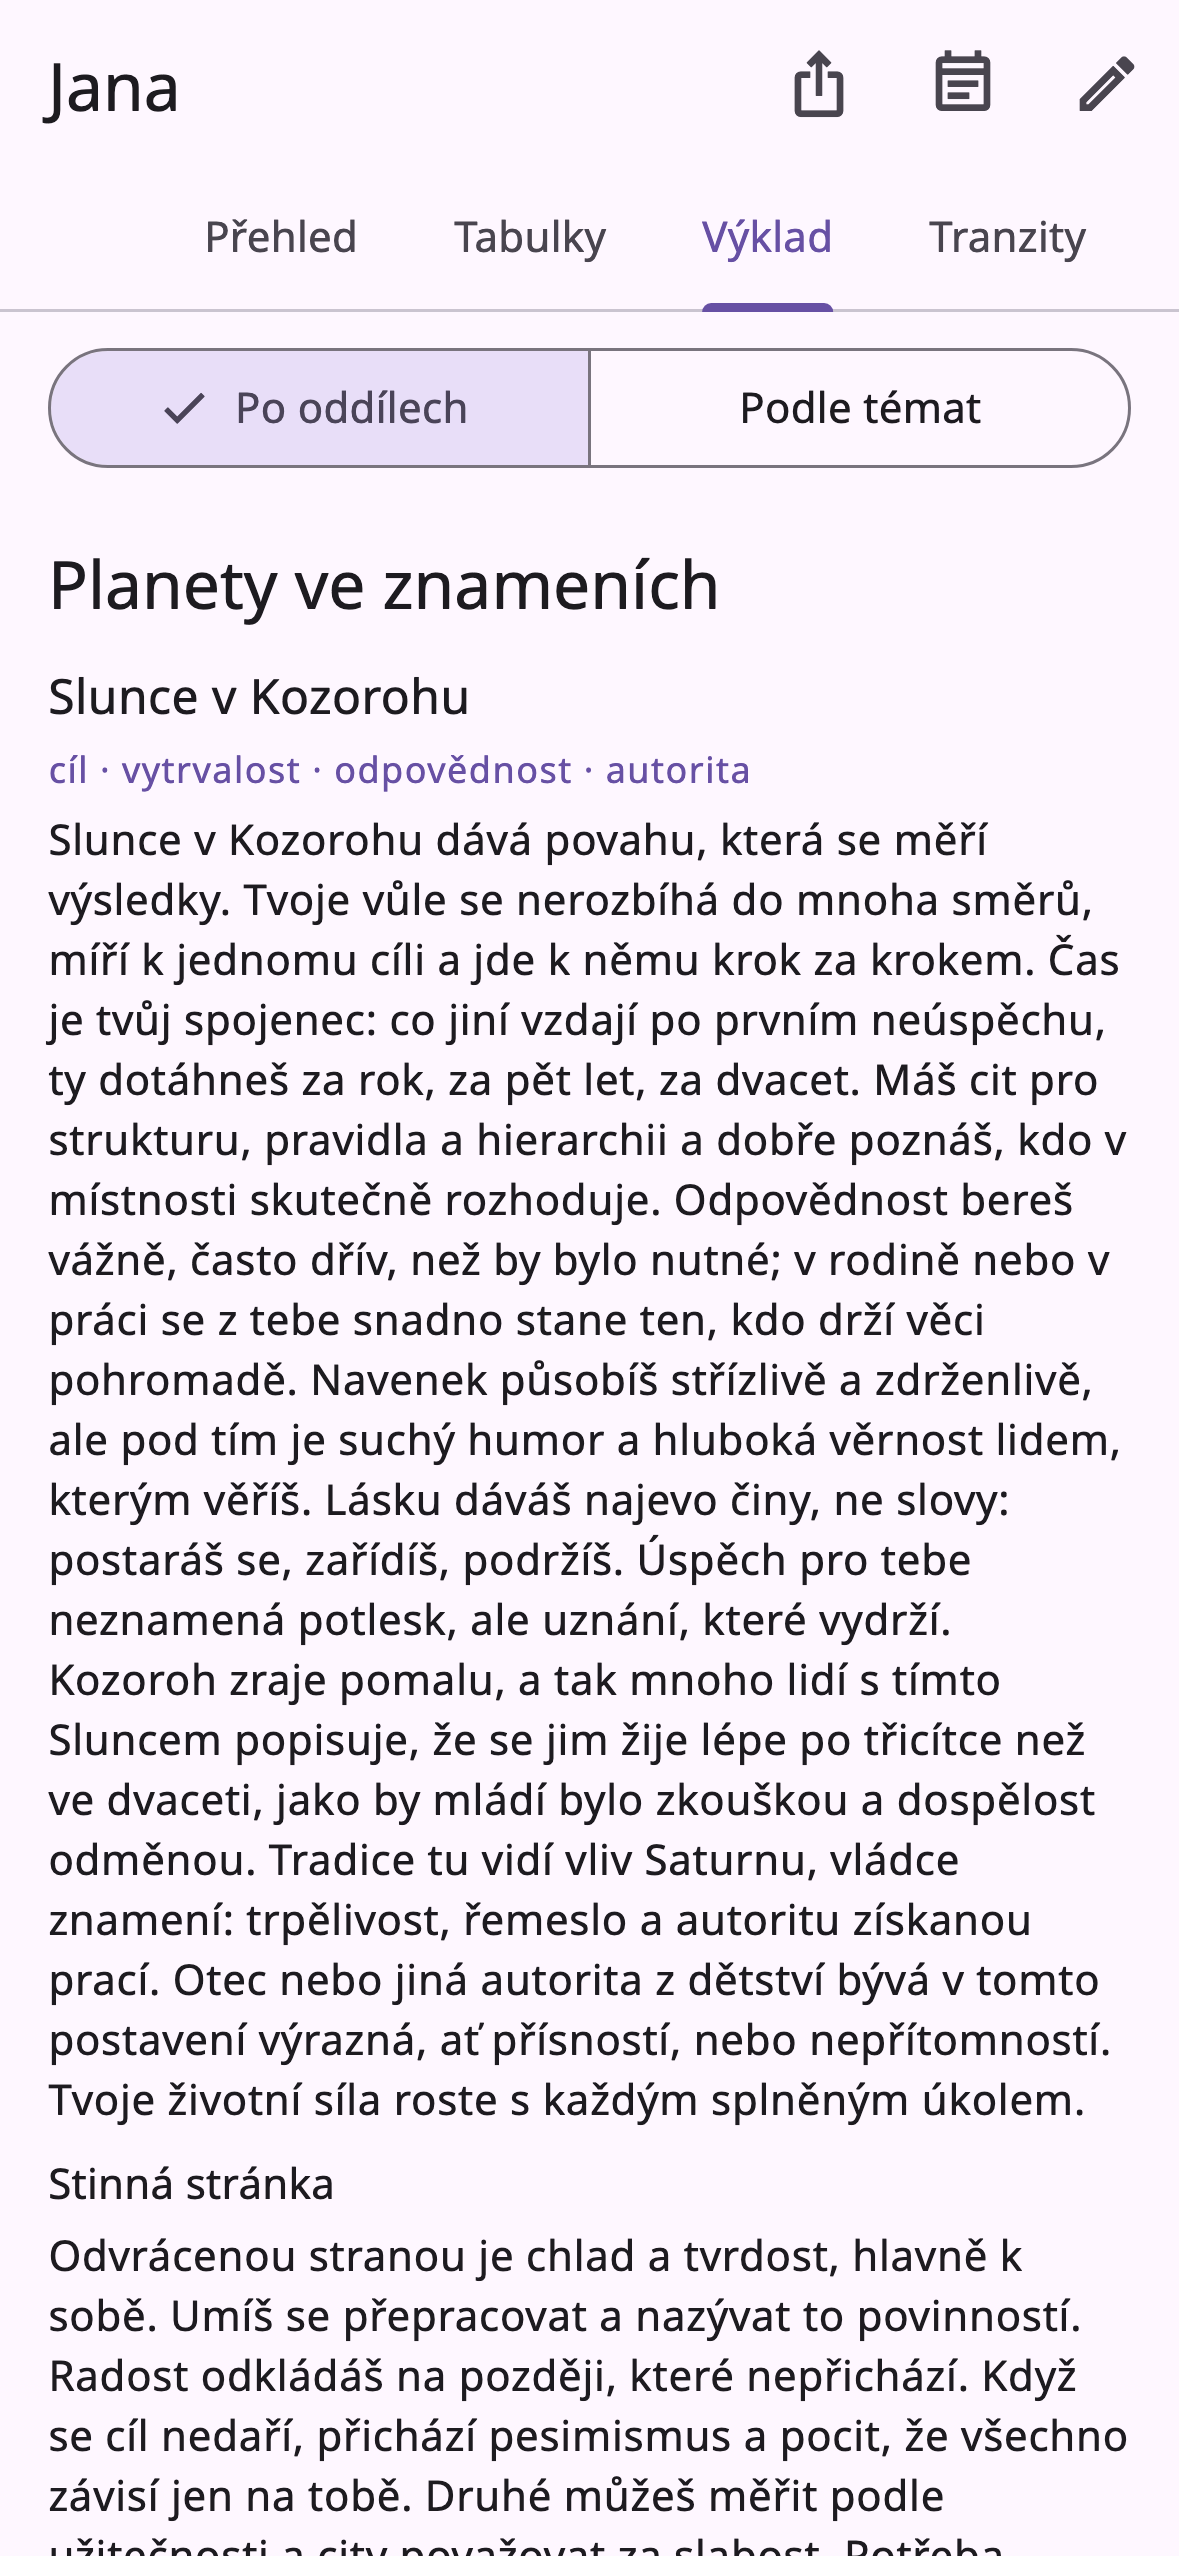 Jana
Přehled
Tabulky
Výklad
Tranzity
Po oddílech
Podle témat
Planety ve znameních
Slunce v Kozorohu
cíl · vytrvalost · odpovědnost · autorita
Slunce v Kozorohu dává povahu, která se měří
výsledky. Tvoje vůle se nerozbíhá do mnoha směrů,
míří k jednomu cíli a jde k němu krok za krokem. Čas
je tvůj spojenec: co jiní vzdají po prvním neúspěchu,
ty dotáhneš za rok, za pět let, za dvacet. Máš cit pro
strukturu, pravidla a hierarchii a dobře poznáš, kdo v
místnosti skutečně rozhoduje. Odpovědnost bereš
vážně, často dřív, než by bylo nutné; v rodině nebo v
práci se z tebe snadno stane ten, kdo drží věci
pohromadě. Navenek působíš střízlivě a zdrženlivě,
ale pod tím je suchý humor a hluboká věrnost lidem,
kterým věříš. Lásku dáváš najevo činy, ne slovy:
postaráš se, zařídíš, podržíš. Úspěch pro tebe
neznamená potlesk, ale uznání, které vydrží.
Kozoroh zraje pomalu, a tak mnoho lidí s tímto
Sluncem popisuje, že se jim žije lépe po třicítce než
ve dvaceti, jako by mládí bylo zkouškou a dospělost
odměnou. Tradice tu vidí vliv Saturnu, vládce
znamení: trpělivost, řemeslo a autoritu získanou
prací. Otec nebo jiná autorita z dětství bývá v tomto
postavení výrazná, ať přísností, nebo nepřítomností.
Tvoje životní síla roste s každým splněným úkolem.
Stinná stránka
Odvrácenou stranou je chlad a tvrdost, hlavně k
sobě. Umíš se přepracovat a nazývat to povinností.
Radost odkládáš na později, které nepřichází. Když
se cíl nedaří, přichází pesimismus a pocit, že všechno
závisí jen na tobě. Druhé můžeš měřit podle
užitečnosti a city považovat za slabost. Potřeba